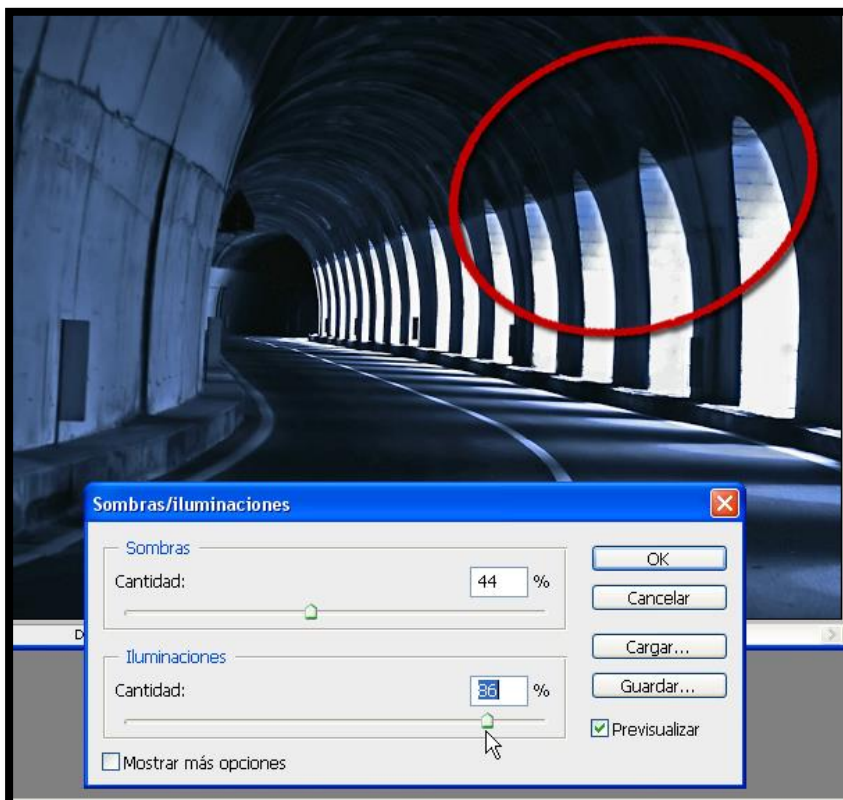 Sombras/iluminaciones
Sombras
Cantidad:
44 %
OK
Cancelar
D
Iluminaciones
Cantidad:
86 %
Cargar...
Guardar...
Previsualizar
Mostrar más opciones